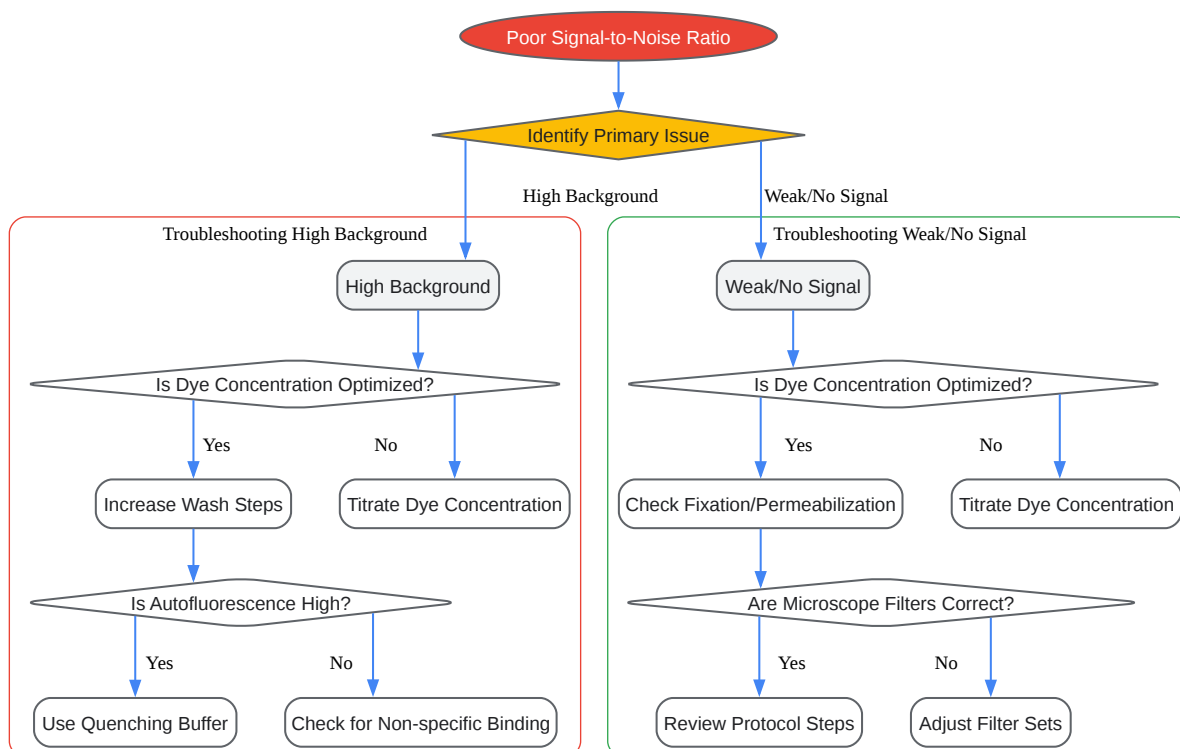 Poor Signal-to-Noise Ratio
Identify Primary Issue
High Background
Weak/No Signal
Troubleshooting High Background
High Background
Is Dye Concentration Optimized?
Yes
No
Increase Wash Steps
Titrate Dye Concentration
Is Autofluorescence High?
Yes
No
Use Quenching Buffer
Check for Non-specific Binding
Troubleshooting Weak/No Signal
Weak/No Signal
Is Dye Concentration Optimized?
Yes
No
Check Fixation/Permeabilization
Titrate Dye Concentration
Are Microscope Filters Correct?
Yes
No
Review Protocol Steps
Adjust Filter Sets